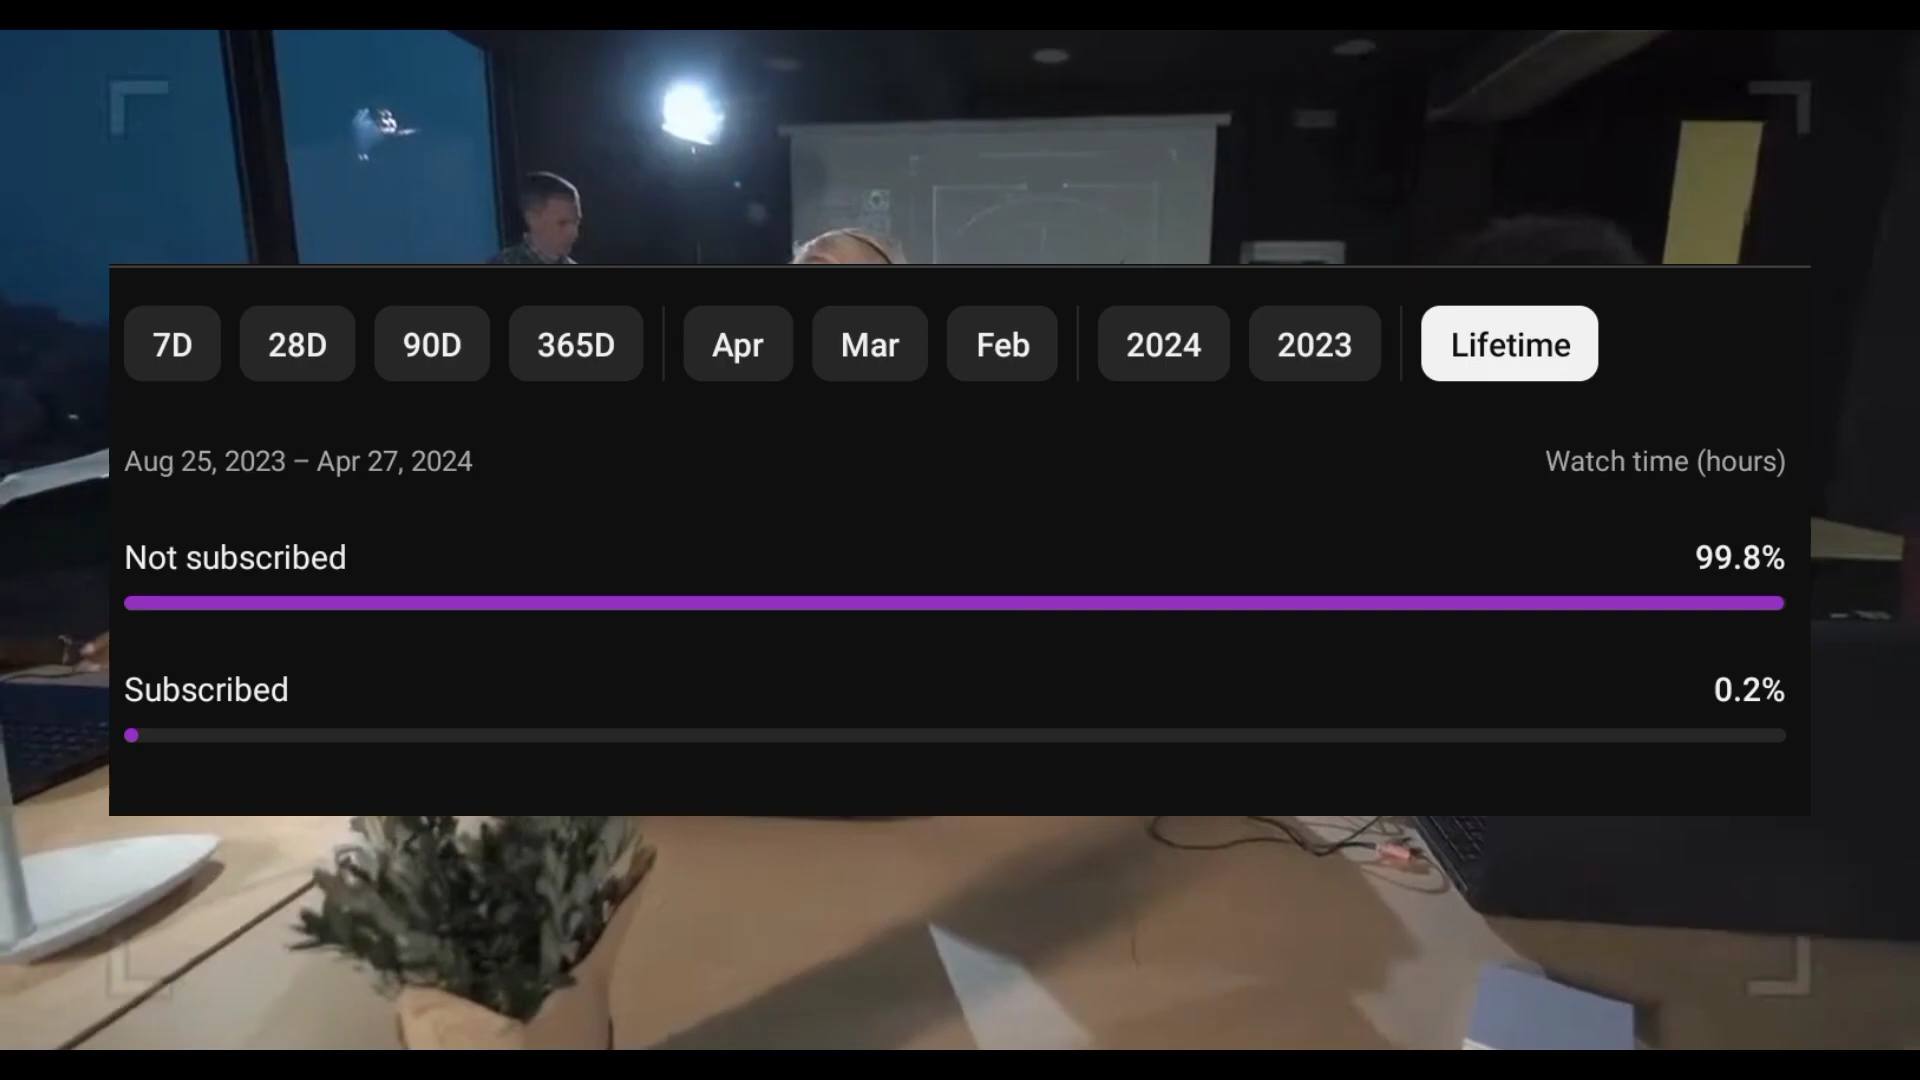 7D 28D 90D 365D Apr Mar Feb 2024 2023 Lifetime
Aug 25, 2023 – Apr 27, 2024 Watch time (hours)
Not subscribed 99.8%
Subscribed 0.2%